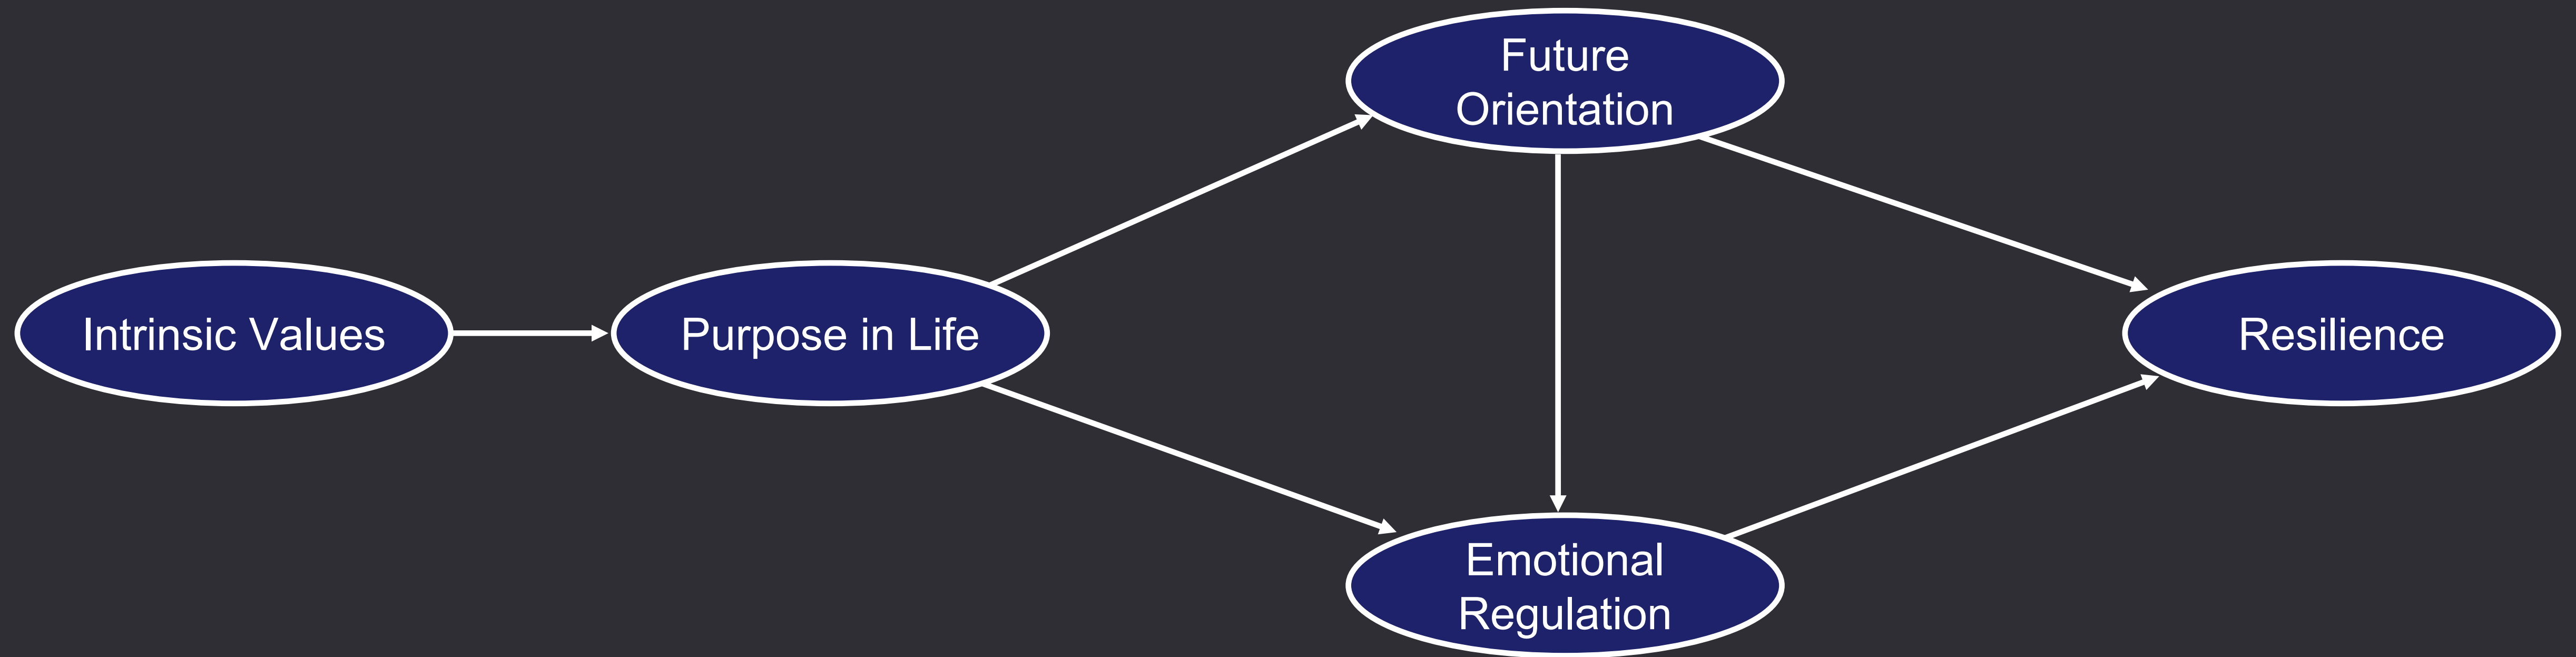 Intrinsic Values
Purpose in Life
Future
Orientation
Emotional
Regulation
Resilience